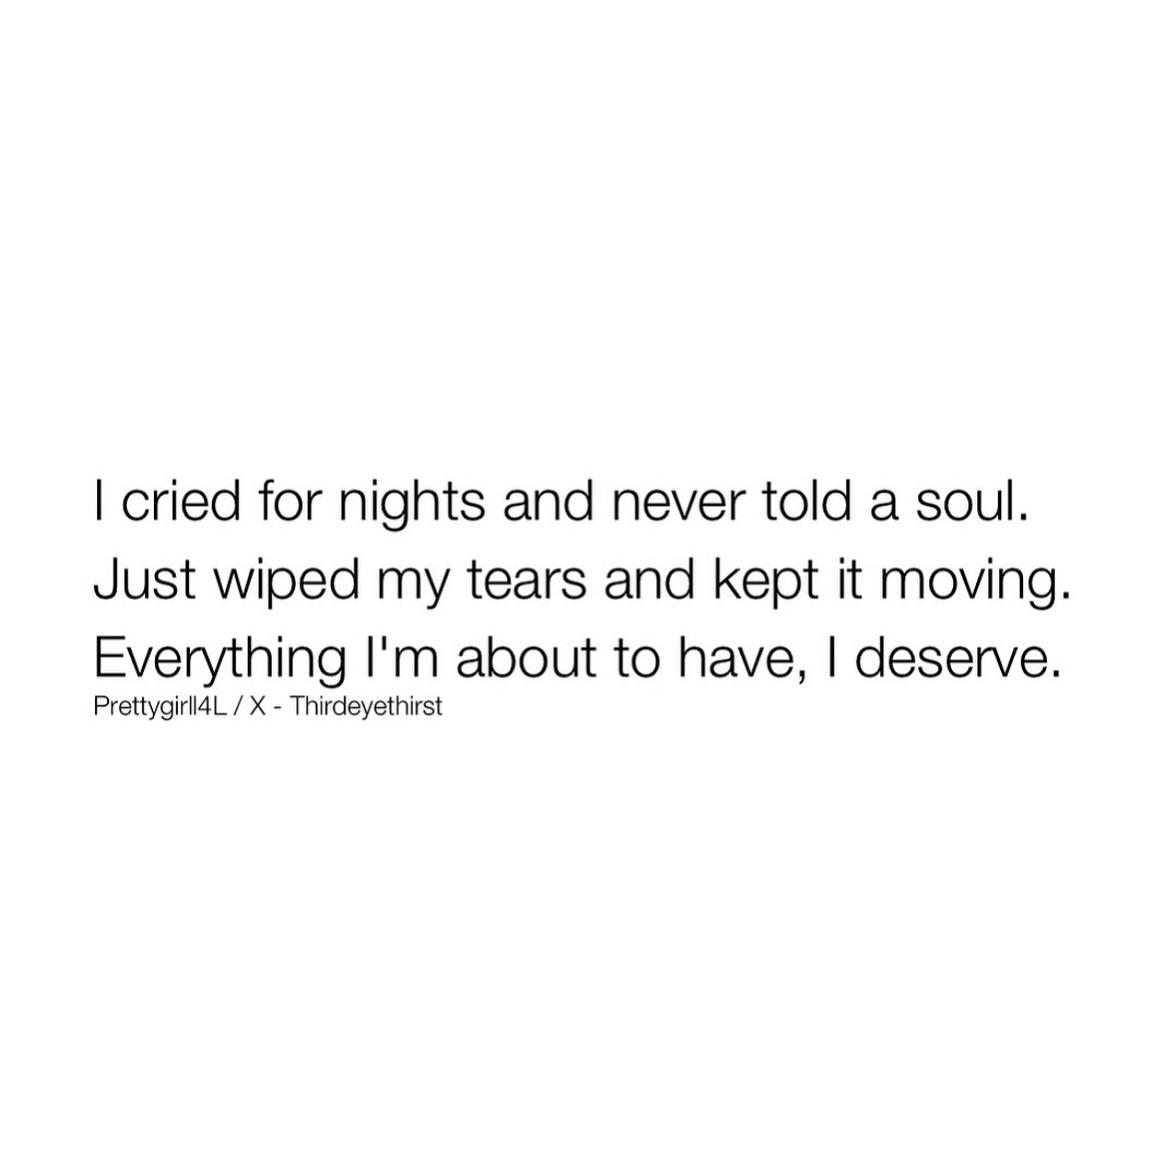 I cried for nights and never told a soul.
Just wiped my tears and kept it moving.
Everything I'm about to have, I deserve.
Prettygirll4L / X - Thirdeyethirst